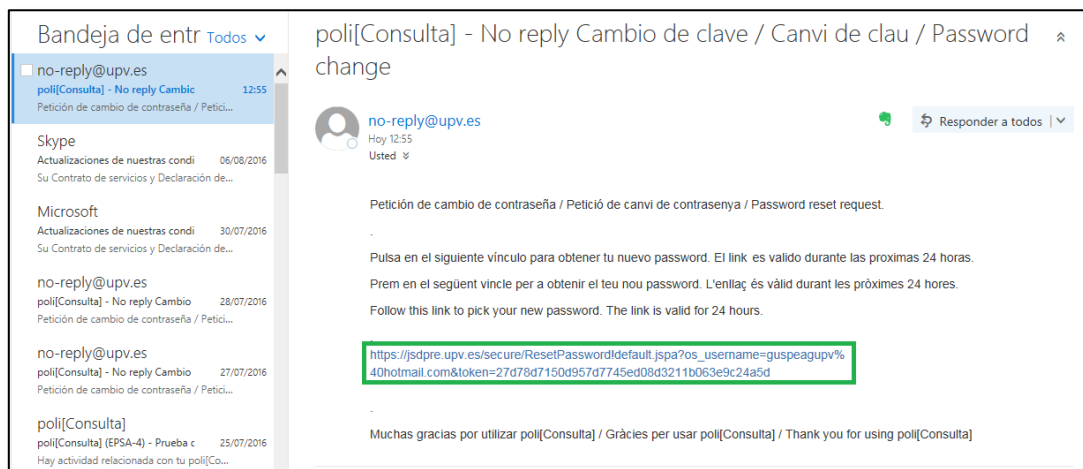 Bandeja de entr Todos
no-reply@upv.es
poli[Consulta] - No reply Cambic 12:55
Petición de cambio de contraseña / Petici...
Skype
Actualizaciones de nuestras condi 06/08/2016
Su Contrato de servicios y Declaración de...
Microsoft
Actualizaciones de nuestras condi 30/07/2016
Su Contrato de servicios y Declaración de...
no-reply@upv.es
poli[Consulta] - No reply Cambio 28/07/2016
Petición de cambio de contraseña / Petici...
no-reply@upv.es
poli[Consulta] - No reply Cambio 27/07/2016
Petición de cambio de contraseña / Petici...
poli[Consulta]
poli[Consulta] (EPSA-4) - Prueba c 25/07/2016
Hay actividad relacionada con tu poli[Co...
poli[Consulta] - No reply Cambio de clave / Canvi de clau / Password
change
no-reply@upv.es
Hoy 12:55
Usted
Responder a todos
Petición de cambio de contraseña / Petició de canvi de contrasenya / Password reset request.
.
Pulsa en el siguiente vínculo para obtener tu nuevo password. El link es valido durante las proximas 24 horas.
Prem en el següent vincle per a obtenir el teu nou password. L'enllaç és vàlid durant les pròximes 24 hores.
Follow this link to pick your new password. The link is valid for 24 hours.
.
https://jsdpre.upv.es/secure/ResetPassword!default.jspa?os_username=guspeagupv%
40hotmail.com&token=27d78d7150d957d7745ed08d3211b063e9c24a5d
.
Muchas gracias por utilizar poli[Consulta] / Gràcies per usar poli[Consulta] / Thank you for using poli[Consulta]